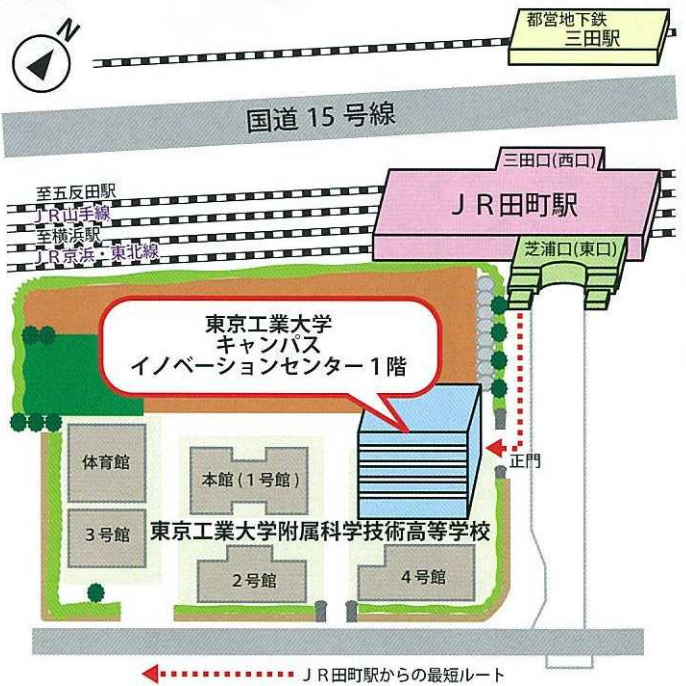 N
都営地下鉄
三田駅
国道 15 号線
三田口(西口)
ＪＲ田町駅
芝浦口(東口)
至五反田駅
ＪＲ山手線
至横浜駅
ＪＲ京浜・東北線
東京工業大学
キャンパス
イノベーションセンター１階
正門
体育館
本館(１号館)
３号館
東京工業大学附属科学技術高等学校
２号館
４号館
ＪＲ田町駅からの最短ルート